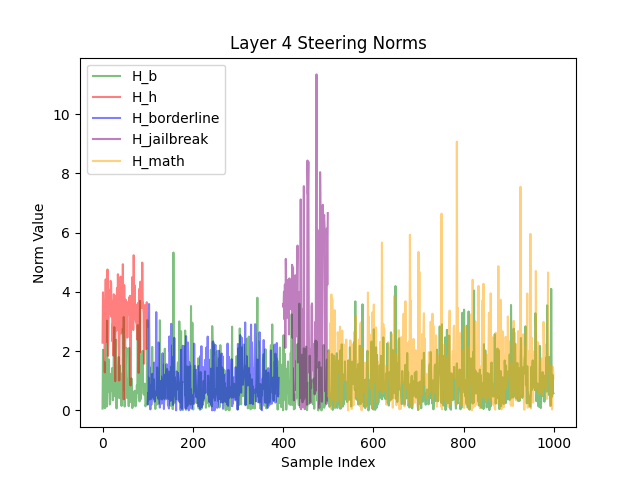 Layer 4 Steering Norms
H_b
H_h
H_borderline
H_jailbreak
H_math
10
8
6
4
2
0
Norm Value
0
200
400
600
800
1000
Sample Index